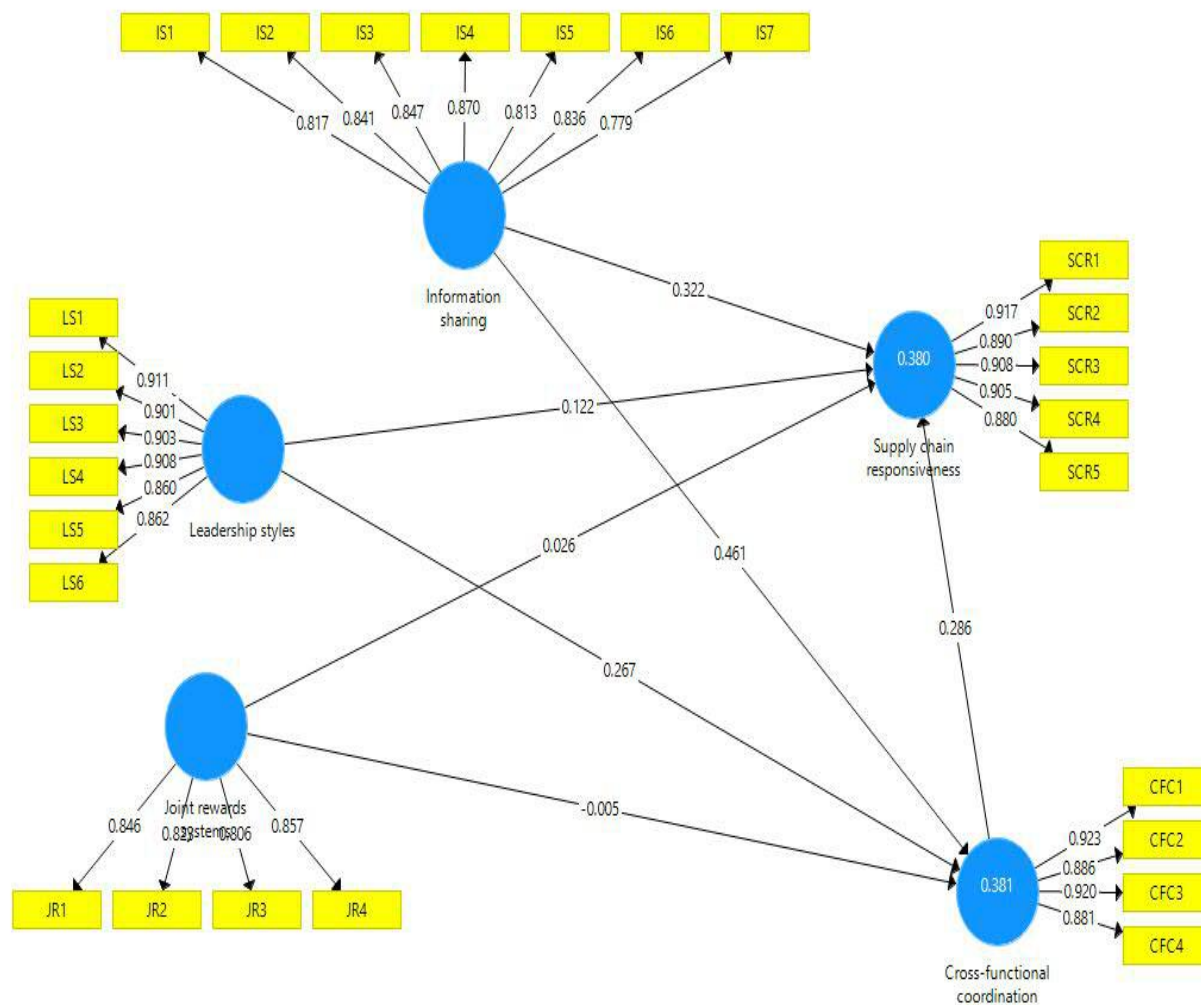 IS1 IS2 IS3 IS4 IS5 IS6 IS7
0.817 0.841 0.847 0.870 0.813 0.836 0.779
Information
sharing
LS1
LS2
LS3
LS4
LS5
LS6
0.911
0.901
0.903
0.908
0.860
0.862
Leadership styles
0.322
0.122
0.026
0.461
0.267
-0.005
0.286
0.380
Supply chain
responsiveness
SCR1
SCR2
SCR3
SCR4
SCR5
0.917
0.890
0.908
0.905
0.880
Joint rewards
systems
0.846 0.806 0.857
JR1 JR2 JR3 JR4
0.381
Cross-functional
coordination
CFC1
CFC2
CFC3
CFC4
0.923
0.886
0.920
0.881